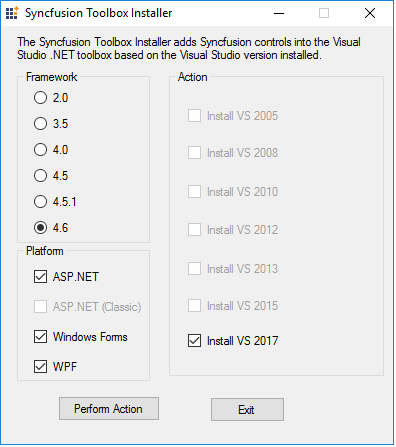 Syncfusion Toolbox Installer
The Syncfusion Toolbox Installer adds Syncfusion controls into the Visual
Studio .NET toolbox based on the Visual Studio version installed.
Framework
2.0
3.5
4.0
4.5
4.5.1
4.6
Platform
ASP.NET
ASP.NET (Classic)
Windows Forms
WPF
Action
Install VS 2005
Install VS 2008
Install VS 2010
Install VS 2012
Install VS 2013
Install VS 2015
Install VS 2017
Perform Action
Exit